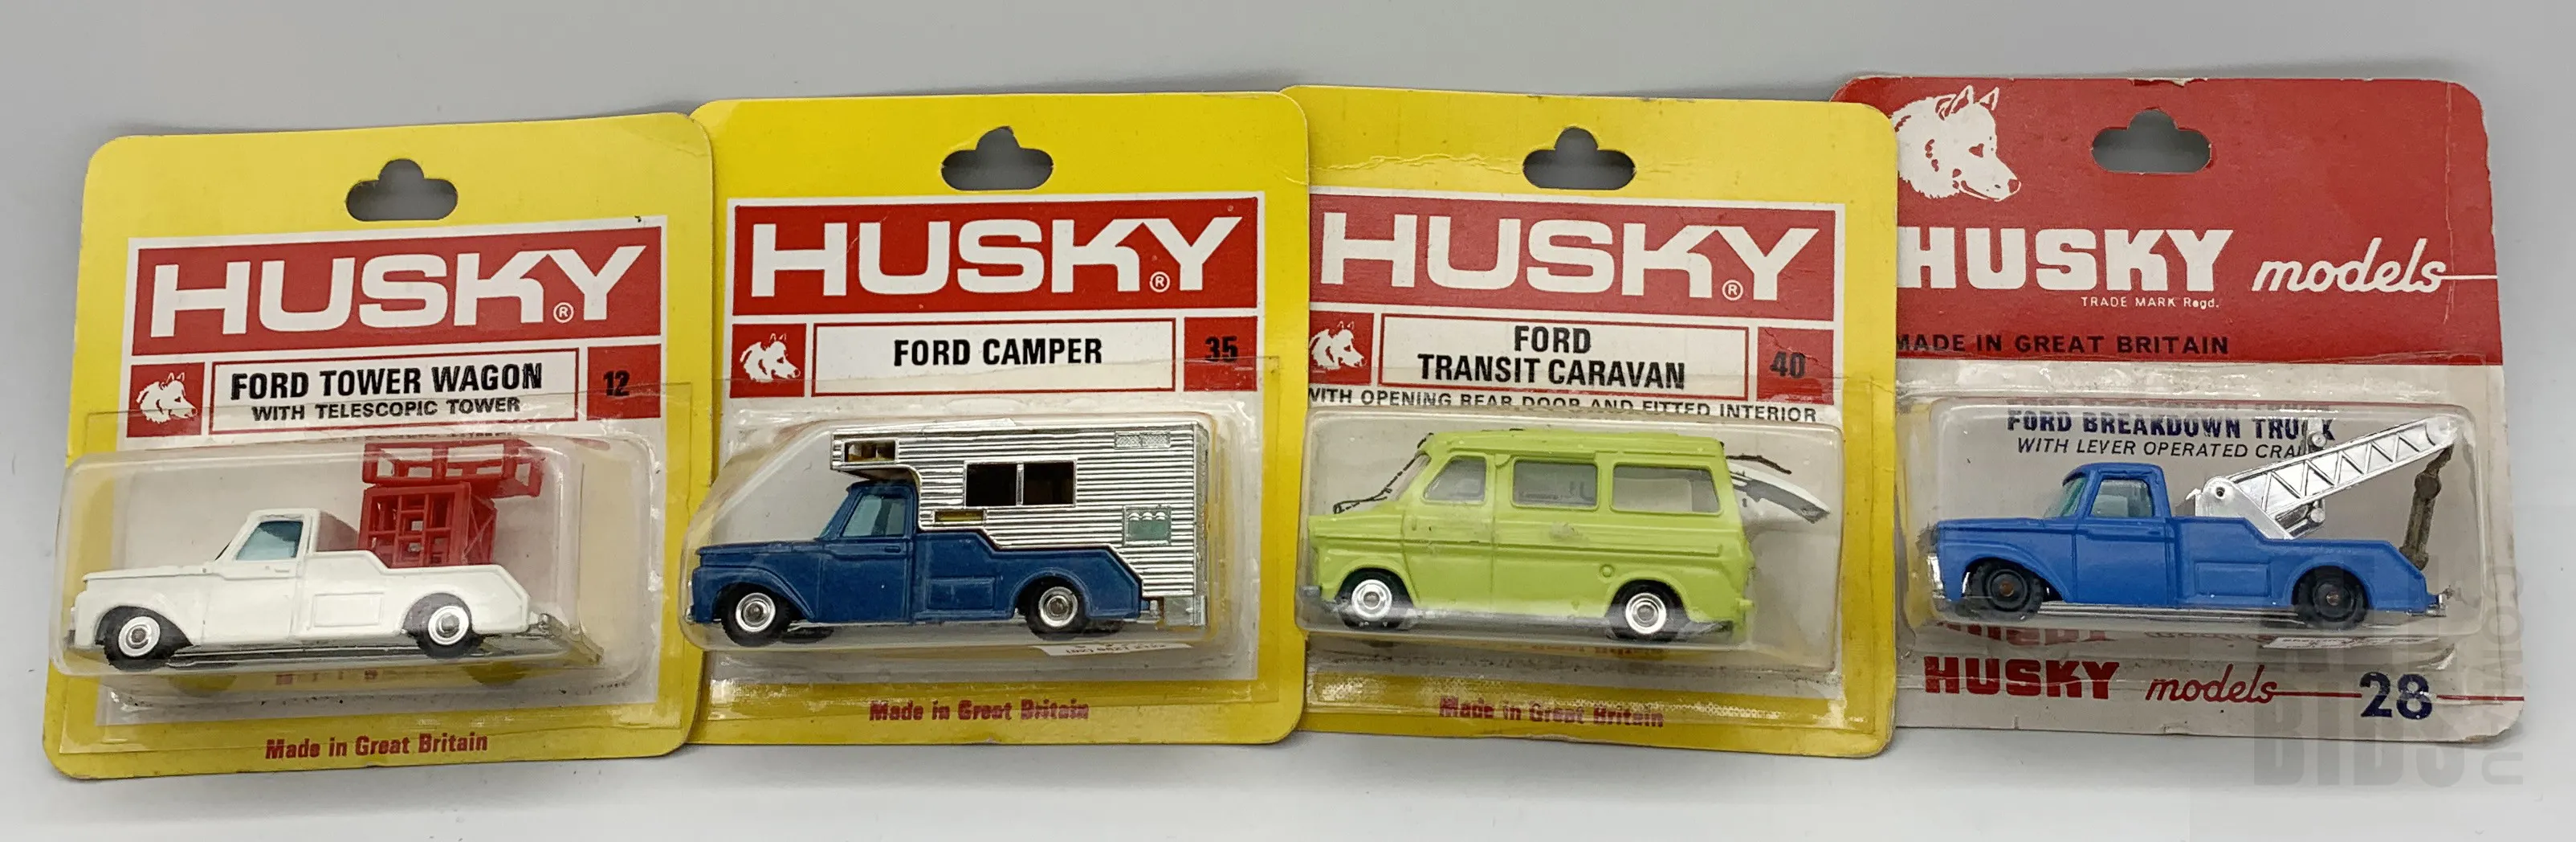 HUSKY®
FORD TOWER WAGON
12
WITH TELESCOPIC TOWER
Made in Great Britain
HUSKY®
FORD CAMPER
35
Made in Great Britain
HUSKY®
FORD
TRANSIT CARAVAN
40
WITH OPENING REAR DOOR AND FITTED INTERIOR
Made in Great Britain
HUSKY models
TRADE MARK Regd.
MADE IN GREAT BRITAIN
FORD BREAKDOWN TRUCK
WITH LEVER OPERATED
HUSKY models 28
BIDS